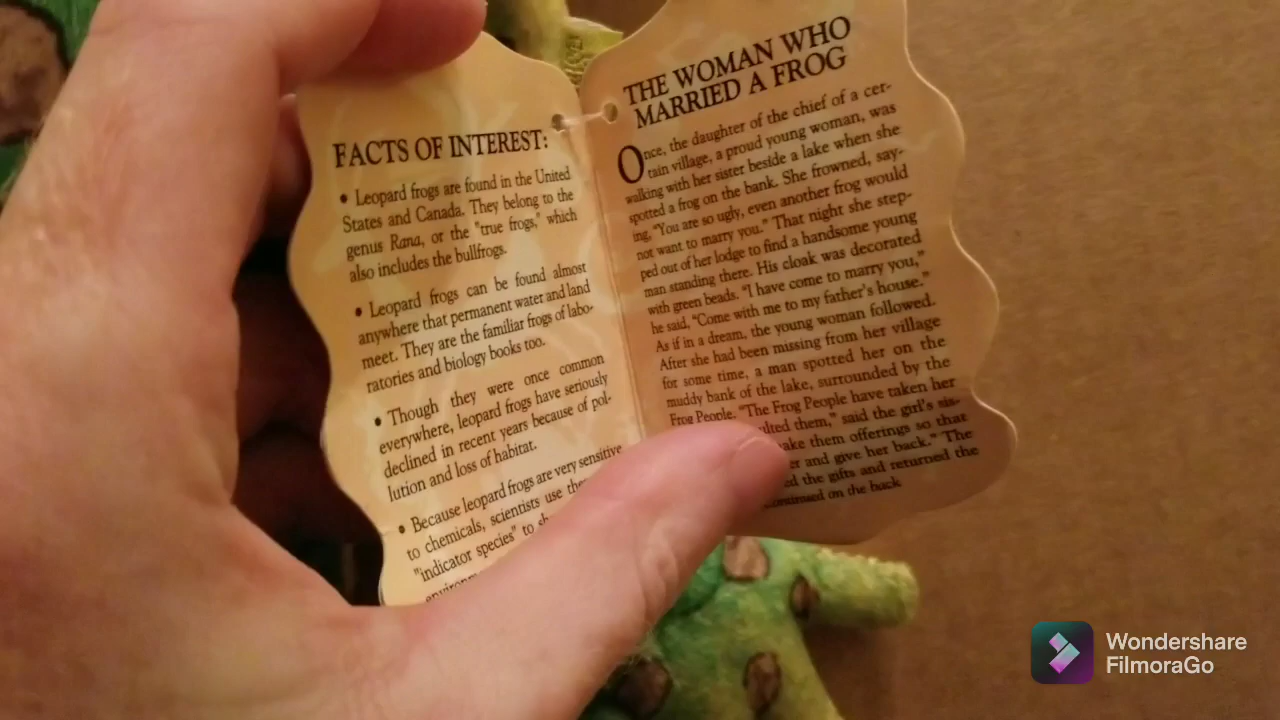 FACTS OF INTEREST:
• Leopard frogs are found in the United
States and Canada. They belong to the
genus Rana, or the "true frogs," which
also includes the bullfrogs.
• Leopard frogs can be found almost
anywhere that permanent water and land
meet. They are the familiar frogs of labo-
ratories and biology books too.
• Though they were once common
everywhere, leopard frogs have seriously
declined in recent years because of pol-
lution and loss of habitat.
• Because leopard frogs are very sensitive
to chemicals, scientists use
"indicator species" to
THE WOMAN WHO
MARRIED A FROG
Once, the daughter of the chief of a cer-
tain village, a proud young woman, was
walking with her sister beside a lake when she
spotted a frog on the bank. She frowned, say-
ing, "You are so ugly, even another frog would
not want to marry you." That night she step-
ped out of her lodge to find a handsome young
man standing there. His cloak was decorated
with green beads. "I have come to marry you,"
he said, "Come with me to my father's house."
As if in a dream, the young woman followed.
After she had been missing from her village
for some time, a man spotted her on the
muddy bank of the lake, surrounded by the
Frog People. "The Frog People have taken her
them," said the girl's sis-
them offerings so that
and give her back." The
the gifts and returned the
continued on the back
Wondershare
FilmoraGo